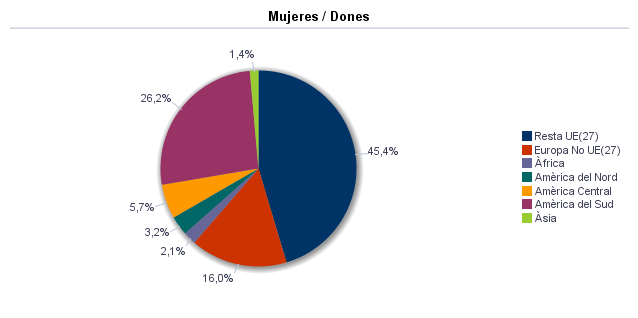 Mujeres / Dones
1,4%
26,2%
45,4%
5,7%
3,2%
2,1%
16,0%
Resta UE(27)
Europa No UE(27)
Àfrica
Amèrica del Nord
Amèrica Central
Amèrica del Sud
Àsia